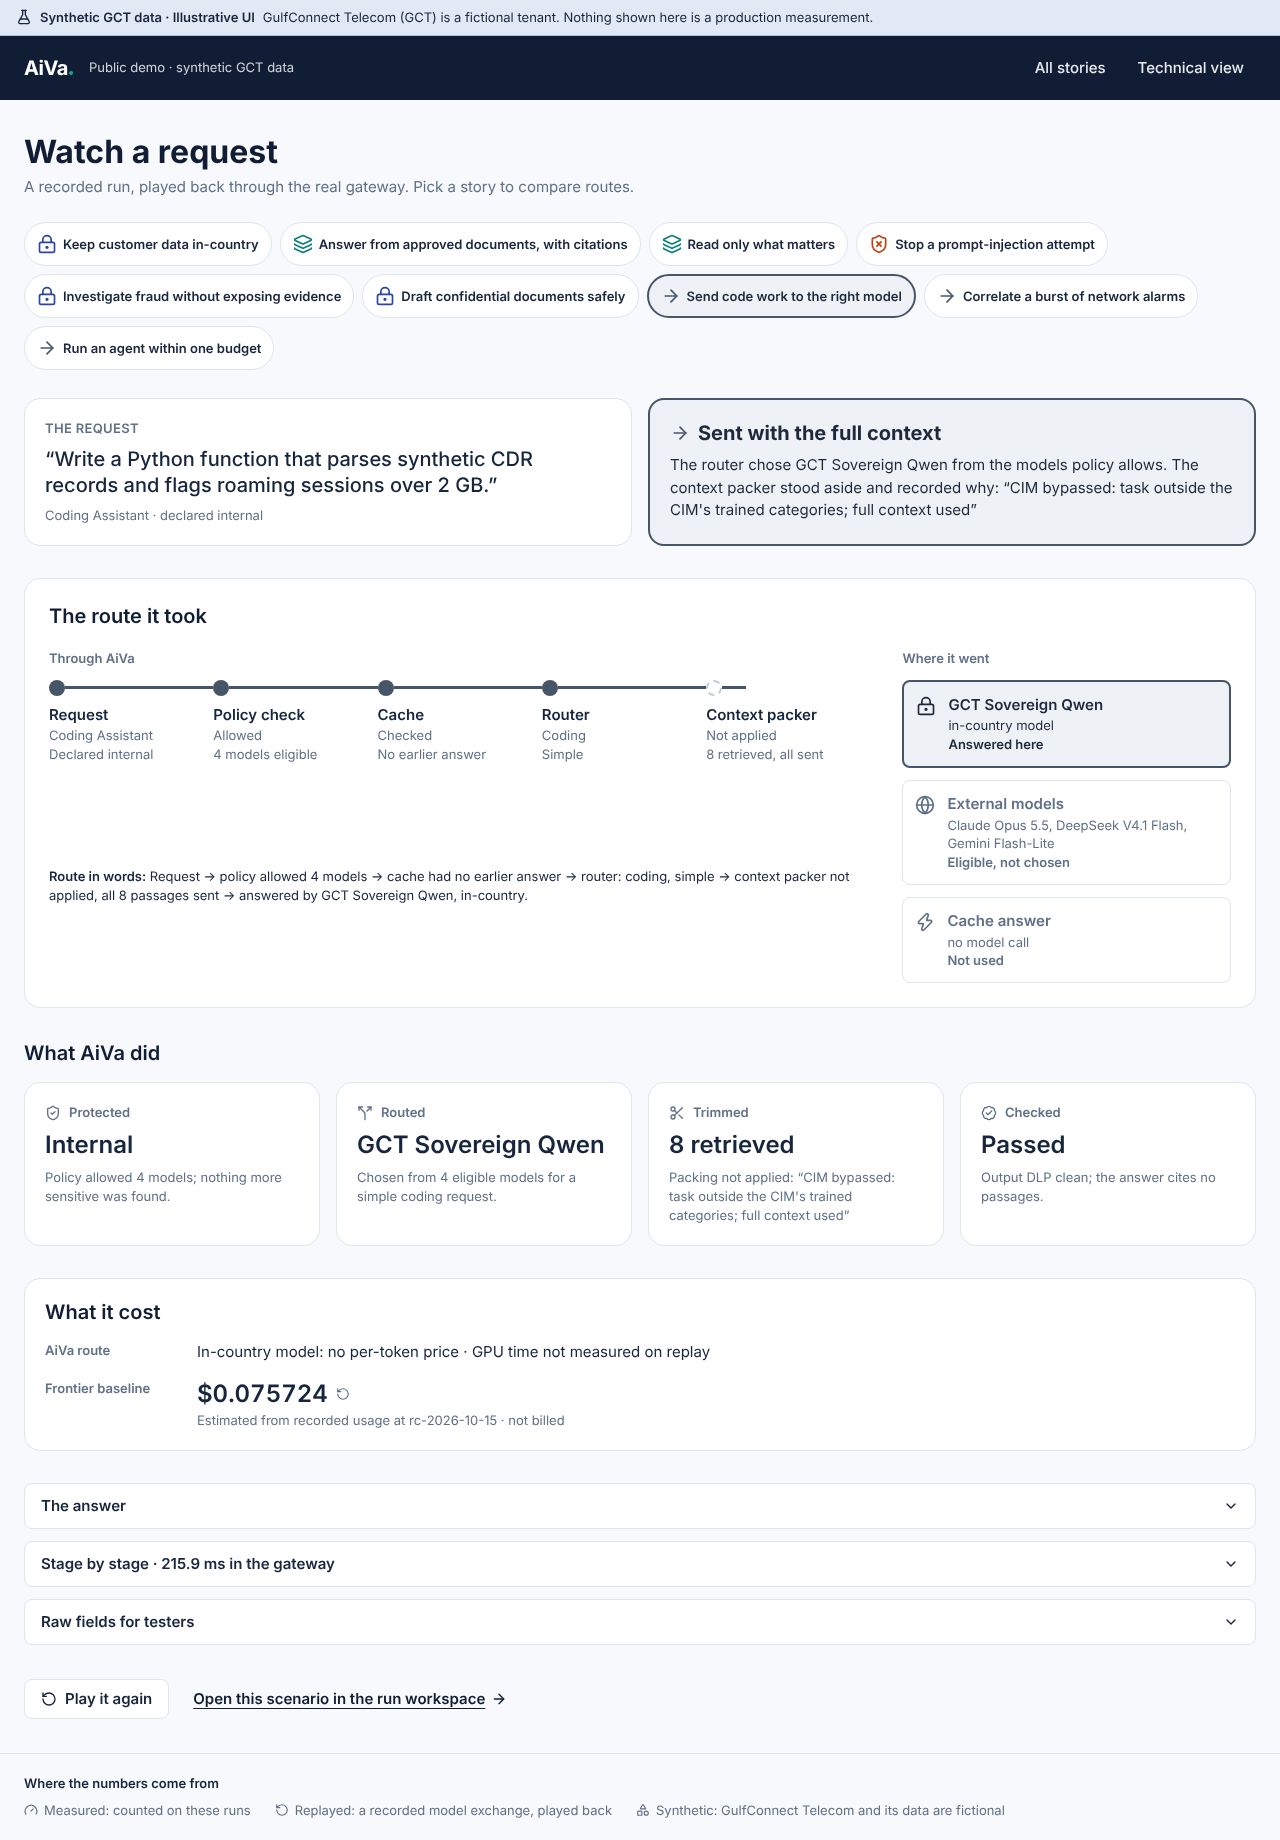 Synthetic GCT data · Illustrative UI GulfConnect Telecom (GCT) is a fictional tenant. Nothing shown here is a production measurement.
AiVa. Public demo · synthetic GCT data
All stories Technical view
Watch a request
A recorded run, played back through the real gateway. Pick a story to compare routes.
Keep customer data in-country
Answer from approved documents, with citations
Read only what matters
Stop a prompt-injection attempt
Investigate fraud without exposing evidence
Draft confidential documents safely
Send code work to the right model
Correlate a burst of network alarms
Run an agent within one budget
THE REQUEST
“Write a Python function that parses synthetic CDR
records and flags roaming sessions over 2 GB.”
Coding Assistant · declared internal
→ Sent with the full context
The router chose GCT Sovereign Qwen from the models policy allows. The
context packer stood aside and recorded why: “CIM bypassed: task outside the
CIM's trained categories; full context used”
The route it took
Through AiVa
Request
Coding Assistant
Declared internal
Policy check
Allowed
4 models eligible
Cache
Checked
No earlier answer
Router
Coding
Simple
Context packer
Not applied
8 retrieved, all sent
Route in words: Request → policy allowed 4 models → cache had no earlier answer → router: coding, simple → context packer not
applied, all 8 passages sent → answered by GCT Sovereign Qwen, in-country.
Where it went
GCT Sovereign Qwen
in-country model
Answered here
External models
Claude Opus 5.5, DeepSeek V4.1 Flash,
Gemini Flash-Lite
Eligible, not chosen
Cache answer
no model call
Not used
What AiVa did
Protected
Internal
Policy allowed 4 models; nothing more
sensitive was found.
Routed
GCT Sovereign Qwen
Chosen from 4 eligible models for a
simple coding request.
Trimmed
8 retrieved
Packing not applied: “CIM bypassed:
task outside the CIM's trained
categories; full context used”
Checked
Passed
Output DLP clean; the answer cites no
passages.
What it cost
AiVa route In-country model: no per-token price · GPU time not measured on replay
Frontier baseline $0.075724
Estimated from recorded usage at rc-2026-10-15 · not billed
The answer
Stage by stage · 215.9 ms in the gateway
Raw fields for testers
Play it again
Open this scenario in the run workspace →
Where the numbers come from
Measured: counted on these runs
Replayed: a recorded model exchange, played back
Synthetic: GulfConnect Telecom and its data are fictional